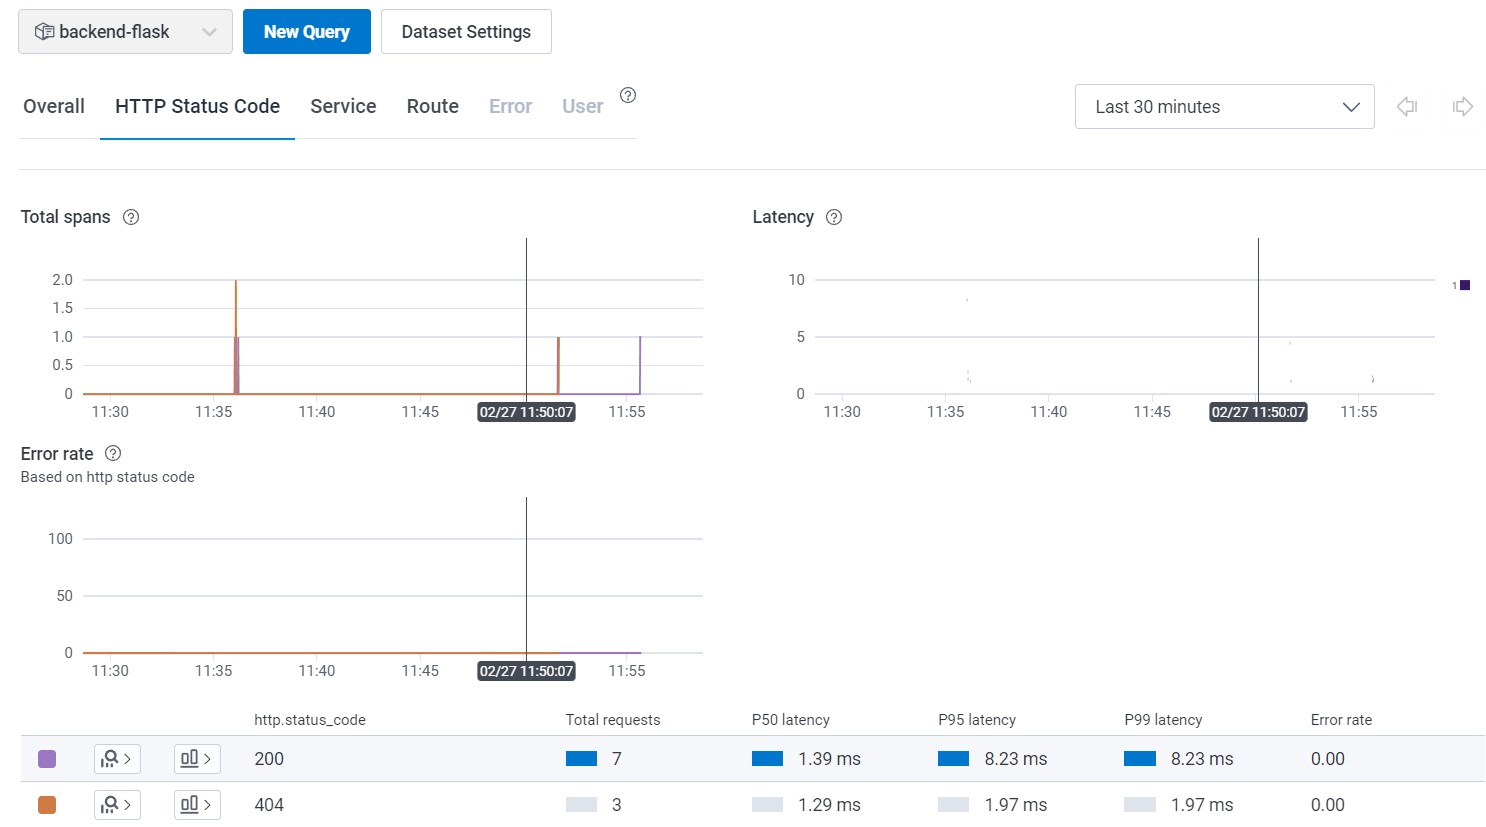 backend-flask New Query Dataset Settings
Overall HTTP Status Code Service Route Error User ? Last 30 minutes
Total spans ?
2.0
1.5
1.0
0.5
0
11:30 11:35 11:40 11:45 02/27 11:50:07 11:55
Latency ?
10
5
0
11:30 11:35 11:40 11:45 02/27 11:50:07 11:55
1
Error rate ?
Based on http status code
100
50
0
11:30 11:35 11:40 11:45 02/27 11:50:07 11:55
http.status_code Total requests P50 latency P95 latency P99 latency Error rate
200 7 1.39 ms 8.23 ms 8.23 ms 0.00
404 3 1.29 ms 1.97 ms 1.97 ms 0.00